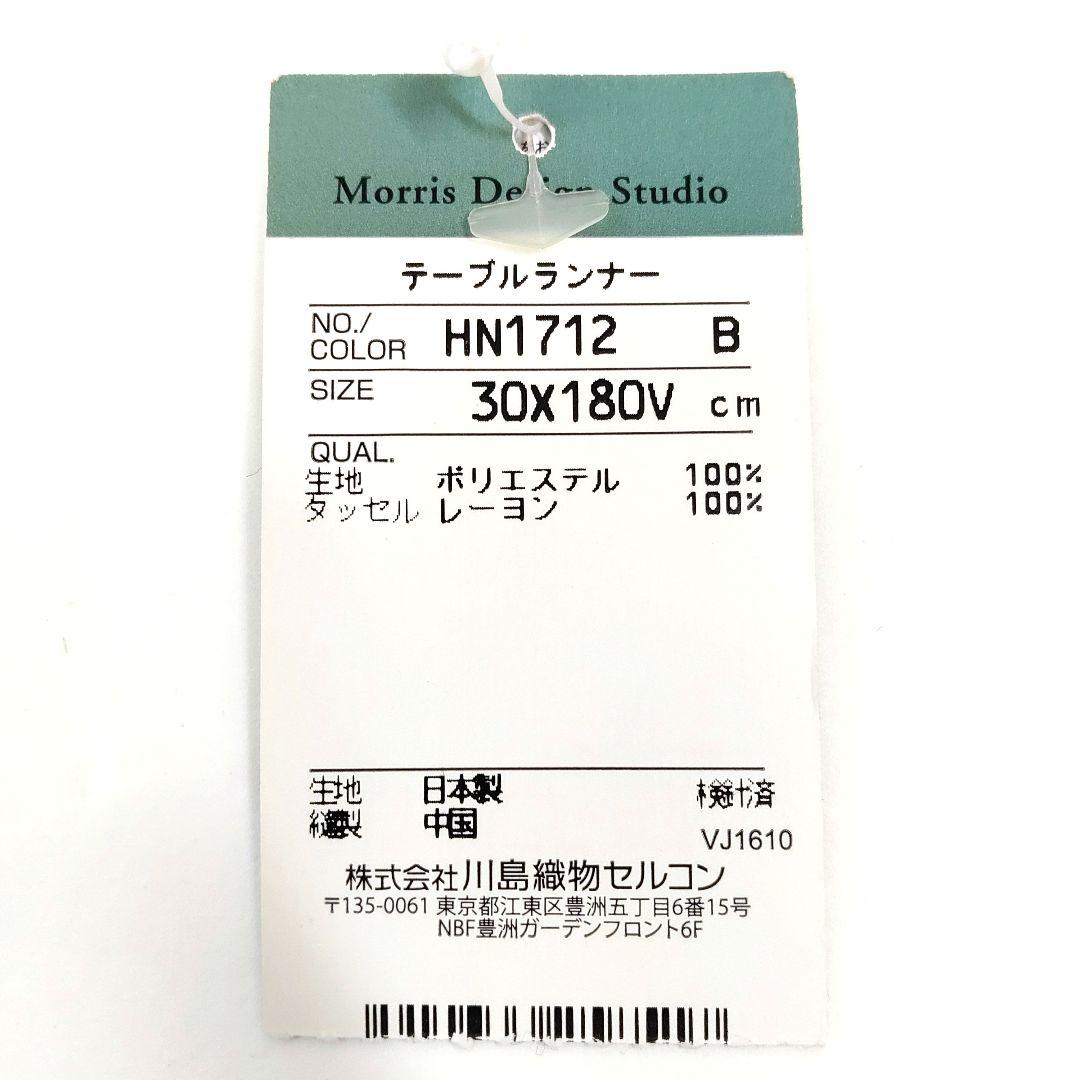 Morris Design Studio
テーブルランナー
NO./
COLOR HN1712 B
SIZE 30X180V cm
QUAL.
生地 ポリエステル 100%
タッセル レーヨン 100%
生地 日本製
縫製 中国
検針済
VJ1610
株式会社川島織物セルコン
〒135-0061 東京都江東区豊洲五丁目6番15号
NBF豊洲ガーデンフロント6F